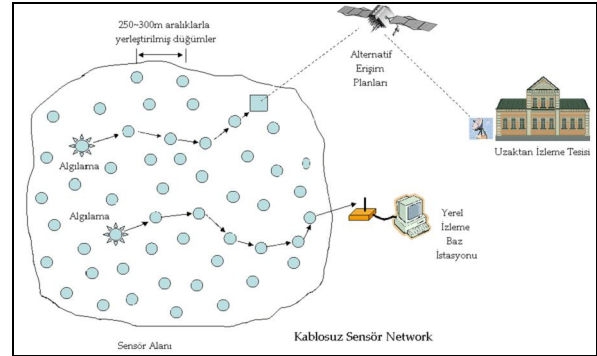 250~300m aralıklarla
yerleştirilmiş düğümler
Alternatif
Erişim
Planları
Uzaktan İzleme Tesisi
Algılama
Algılama
Yerel
İzleme
Baz
İstasyonu
Kablosuz Sensör Network
Sensör Alanı